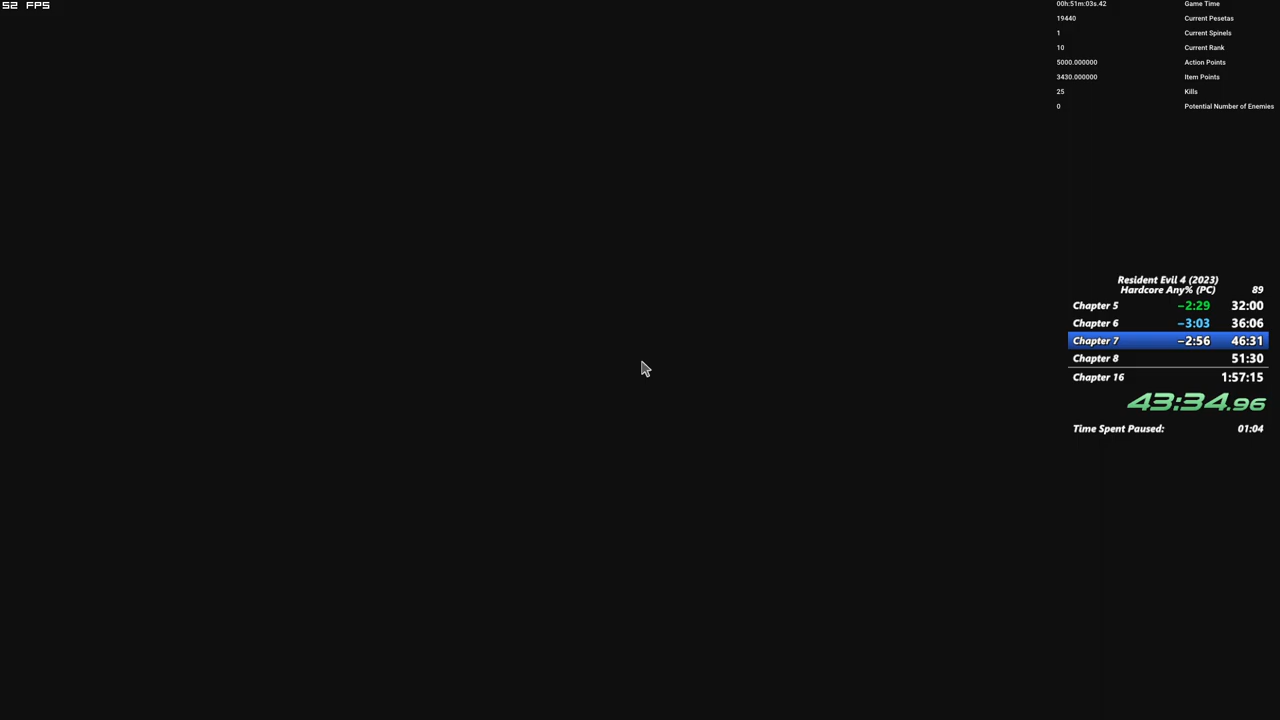 52 FPS
00h:51m:03s.42 Game Time
19440 Current Pesetas
1 Current Spinels
10 Current Rank
5000.000000 Action Points
3430.000000 Item Points
25 Kills
0 Potential Number of Enemies
Resident Evil 4 (2023)
Hardcore Any% (PC) 89
Chapter 5 −2:29 32:00
Chapter 6 −3:03 36:06
Chapter 7 −2:56 46:31
Chapter 8 51:30
Chapter 16 1:57:15
43:34.96
Time Spent Paused: 01:04